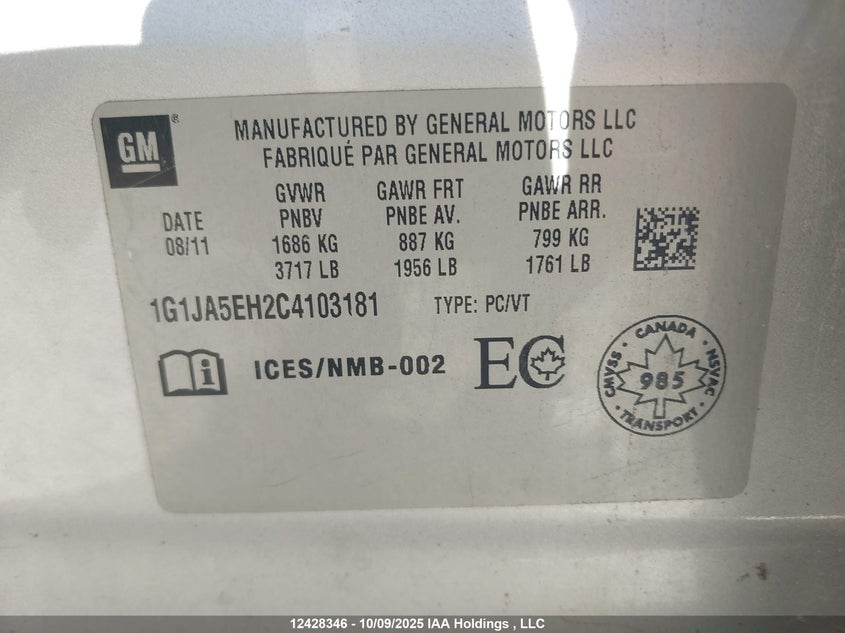 GM
®
MANUFACTURED BY GENERAL MOTORS LLC
FABRIQUÉ PAR GENERAL MOTORS LLC
DATE
08/11
GVWR
PNBV
1686 KG
3717 LB
GAWR FRT
PNBE AV.
887 KG
1956 LB
GAWR RR
PNBE ARR.
799 KG
1761 LB
1G1JA5EH2C4103181 TYPE: PC/VT
i ICES/NMB-002 EC
CMVSS · CANADA · NSVAC · TRANSPORT ·
985
12428346 - 10/09/2025 IAA Holdings , LLC